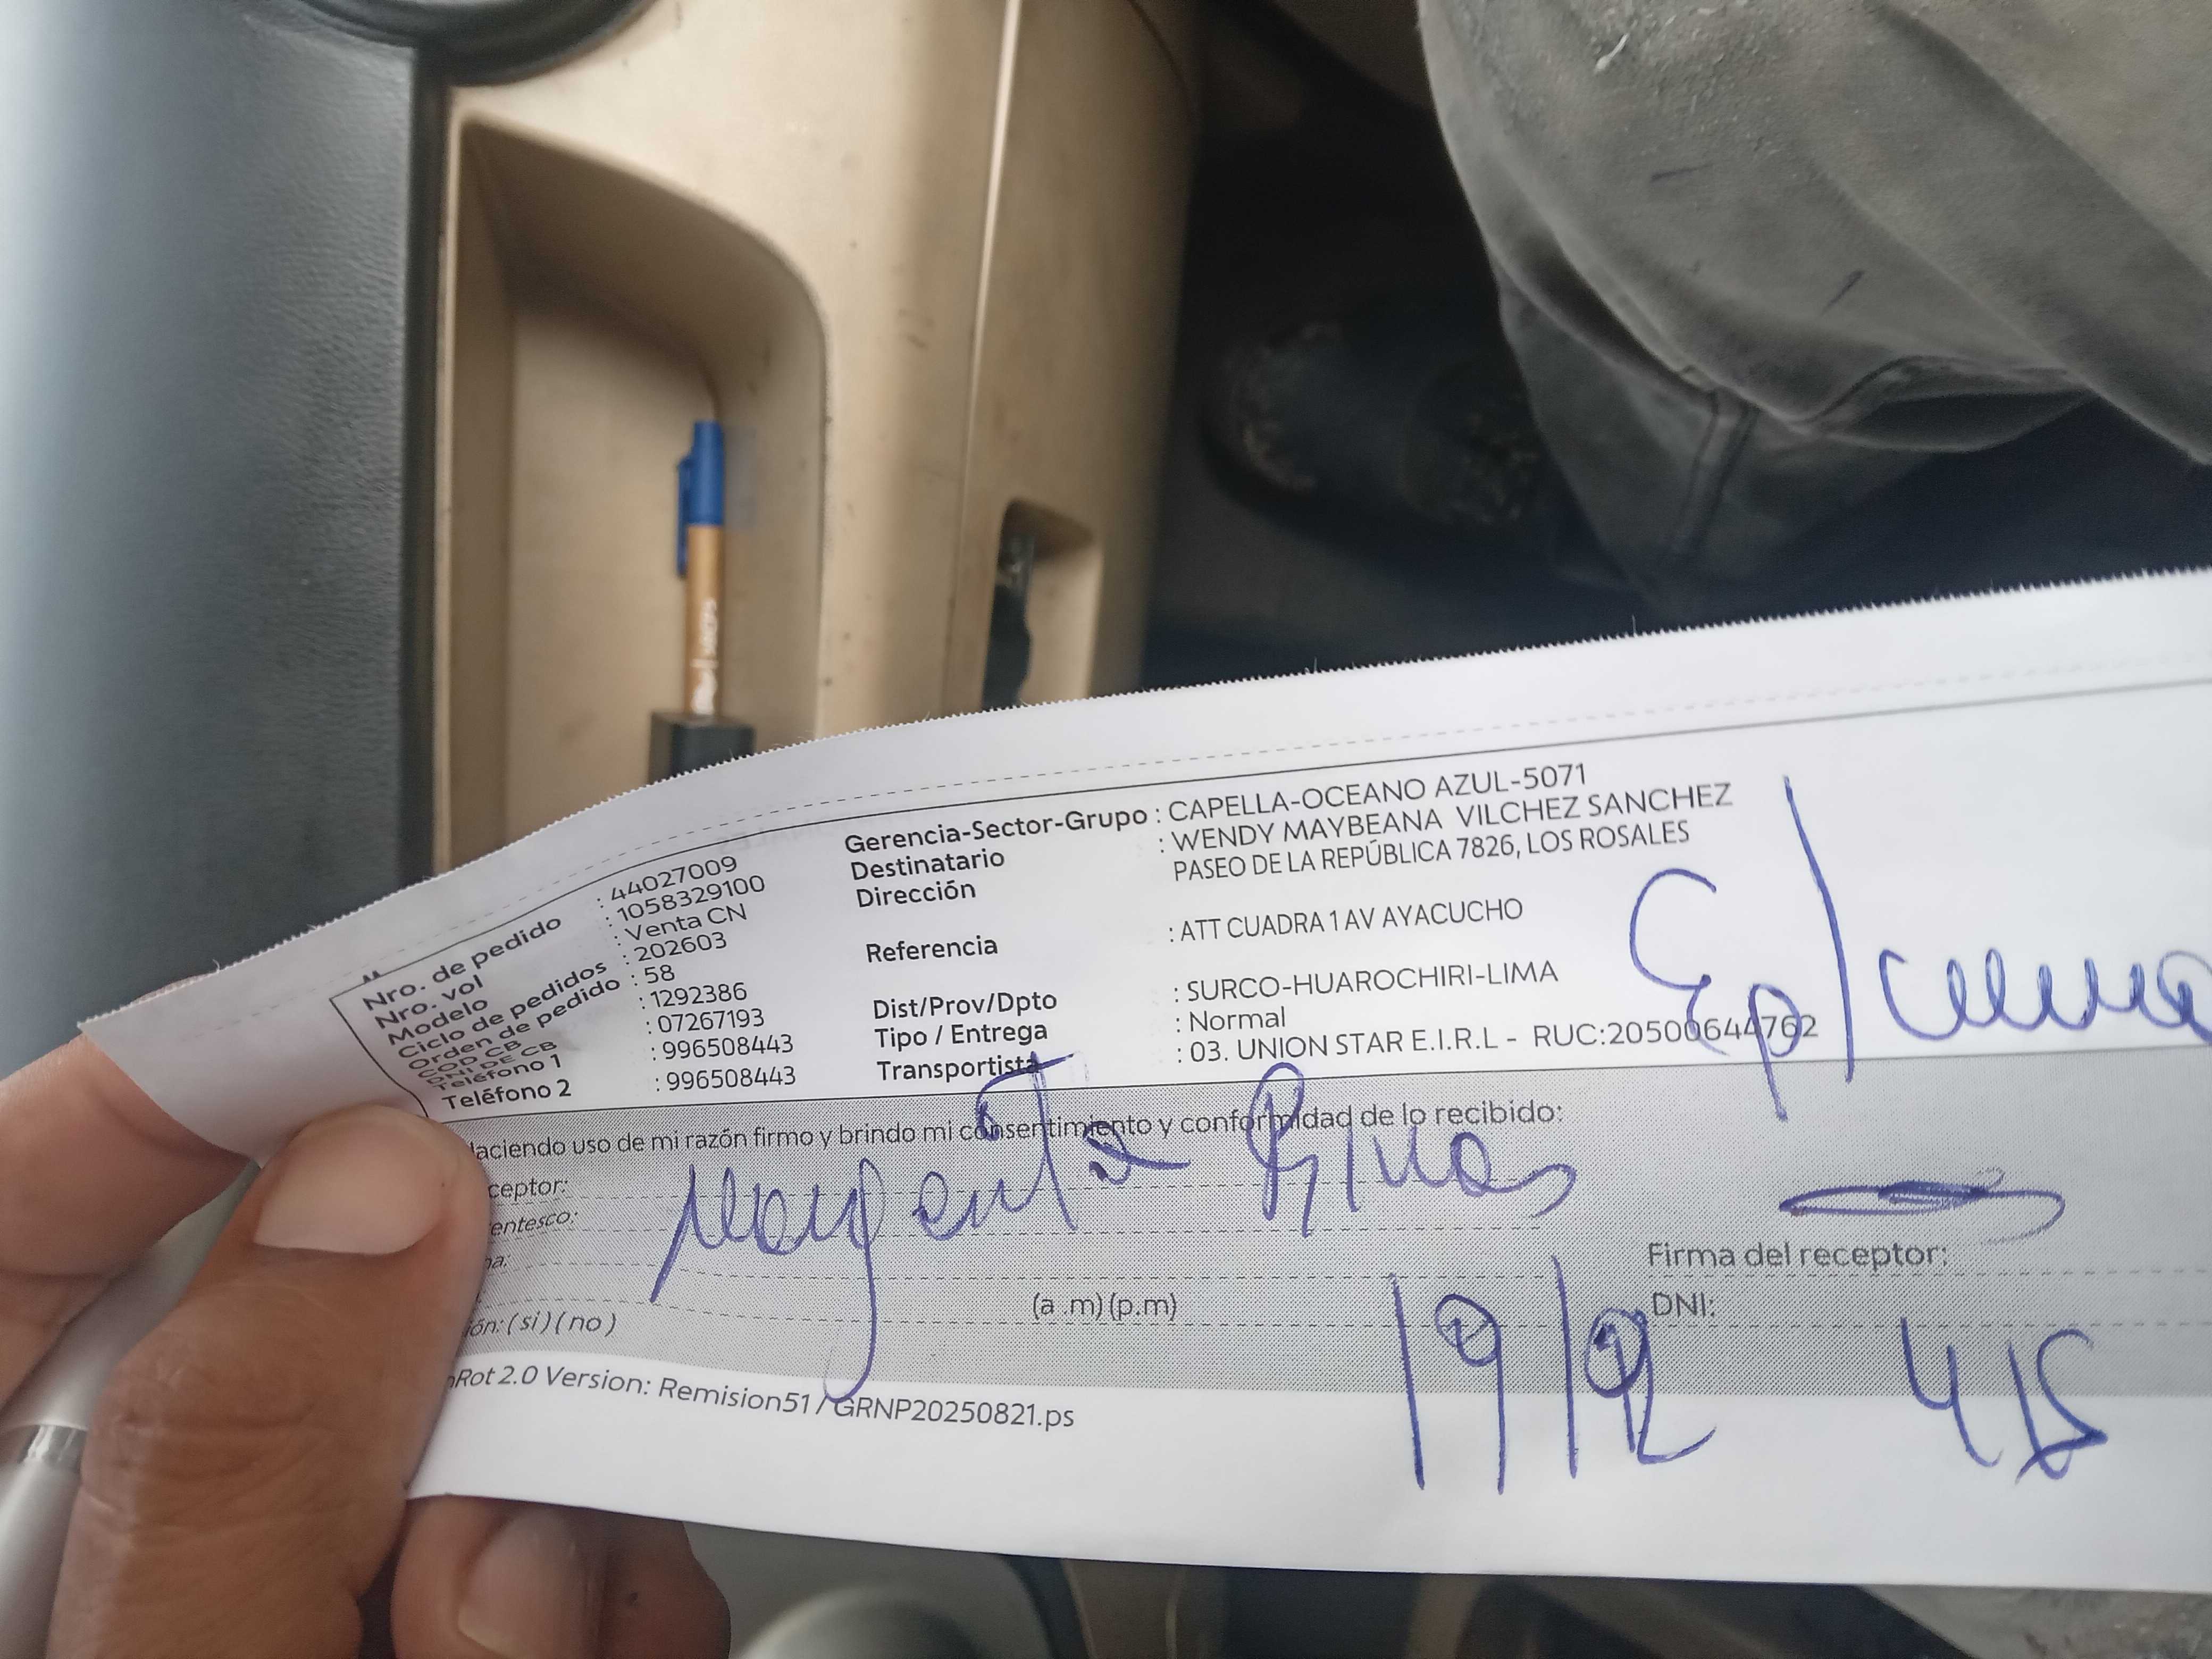 Nro. de pedido : 44027009
Nro. vol : 1058329100
Modelo : Venta CN
Ciclo de pedidos : 202603
Orden de pedido : 58
COD CB : 1292386
DNI DE CB : 07267193
Teléfono 1 : 996508443
Teléfono 2 : 996508443
Gerencia-Sector-Grupo : CAPELLA-OCEANO AZUL-5071
Destinatario : WENDY MAYBEANA VILCHEZ SANCHEZ
Dirección PASEO DE LA REPÚBLICA 7826, LOS ROSALES
Referencia : ATT CUADRA 1 AV AYACUCHO
Dist/Prov/Dpto : SURCO-HUAROCHIRI-LIMA
Tipo / Entrega : Normal
Transportista : 03. UNION STAR E.I.R.L - RUC:20500644762
aciendo uso de mi razón firmo y brindo mi consentimiento y conformidad de lo recibido:
ceptor:
entesco:
na:
(a .m) (p.m)
ión: ( si ) ( no )
Firma del receptor:
DNI:
19/
Rot 2.0 Version: Remision51 / GRNP20250821.ps